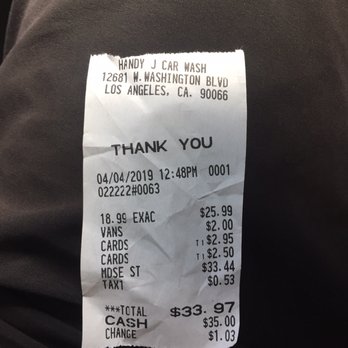 HANDY J CAR WASH
12681 W.WASHINGTON BLVD
LOS ANGELES, CA. 90066
THANK YOU
04/04/2019 12:48PM 0001
022222#0063
18.99 EXAC $25.99
VANS $2.00
CARDS T1 $2.95
CARDS T1 $2.50
MDSE ST $33.44
TAX1 $0.53
***TOTAL $33.97
CASH $35.00
CHANGE $1.03